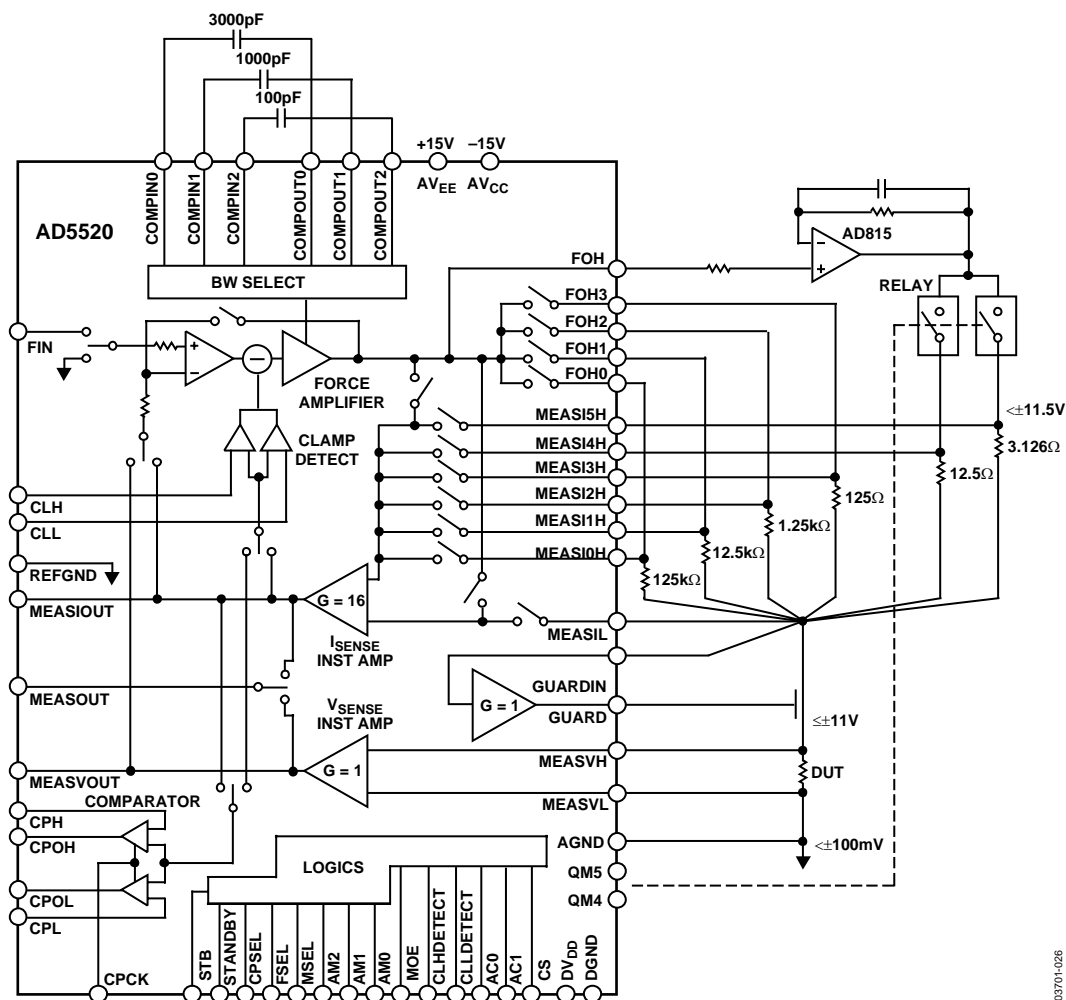 3000pF
1000pF
100pF
+15V
–15V
AVEE
AVCC
COMPIN0
COMPIN1
COMPIN2
COMPOUT0
COMPOUT1
COMPOUT2
AD5520
BW SELECT
AD815
FOH
RELAY
FOH3
FOH2
FOH1
FOH0
FIN
FORCE
AMPLIFIER
CLAMP
DETECT
MEASI5H
MEASI4H
MEASI3H
MEASI2H
MEASI1H
MEASI0H
<±11.5V
3.126Ω
12.5Ω
125Ω
1.25kΩ
12.5kΩ
125kΩ
CLH
CLL
REFGND
MEASIOUT
G = 16
MEASIL
ISENSE
INST AMP
MEASOUT
GUARDIN
GUARD
G = 1
≤±11V
VSENSE
INST AMP
MEASVH
MEASVOUT
G = 1
DUT
MEASVL
COMPARATOR
CPH
CPOH
AGND
<±100mV
LOGICS
QM5
CPOL
QM4
CPL
CPCK
STB
STANDBY
CPSEL
FSEL
MSEL
AM2
AM1
AM0
MOE
CLHDETECT
CLLDETECT
AC0
AC1
CS
DVDD
DGND
03701-026